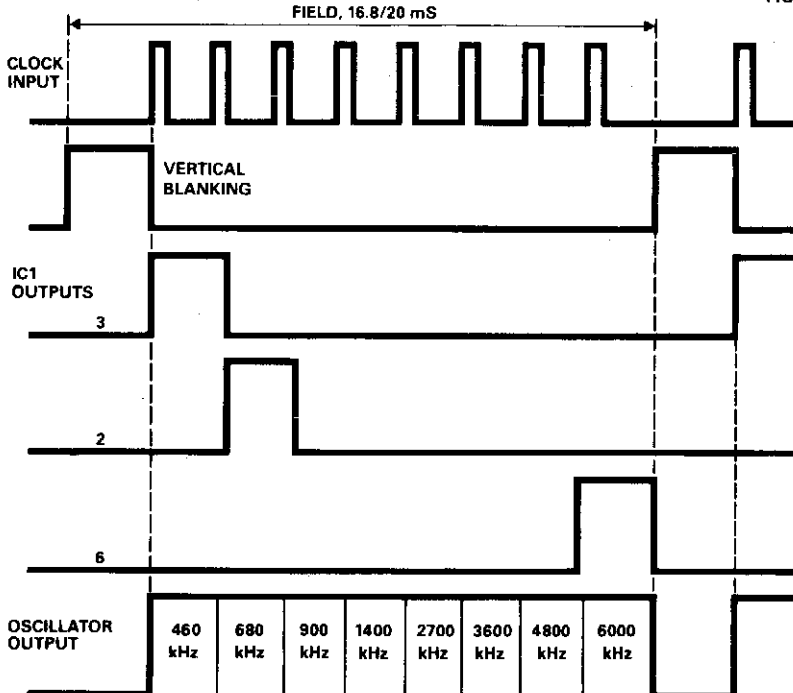 FIELD, 16.8/20 mS
CLOCK
INPUT
VERTICAL
BLANKING
IC1
OUTPUTS
3
2
6
OSCILLATOR
OUTPUT
460
kHz
680
kHz
900
kHz
1400
kHz
2700
kHz
3600
kHz
4800
kHz
6000
kHz